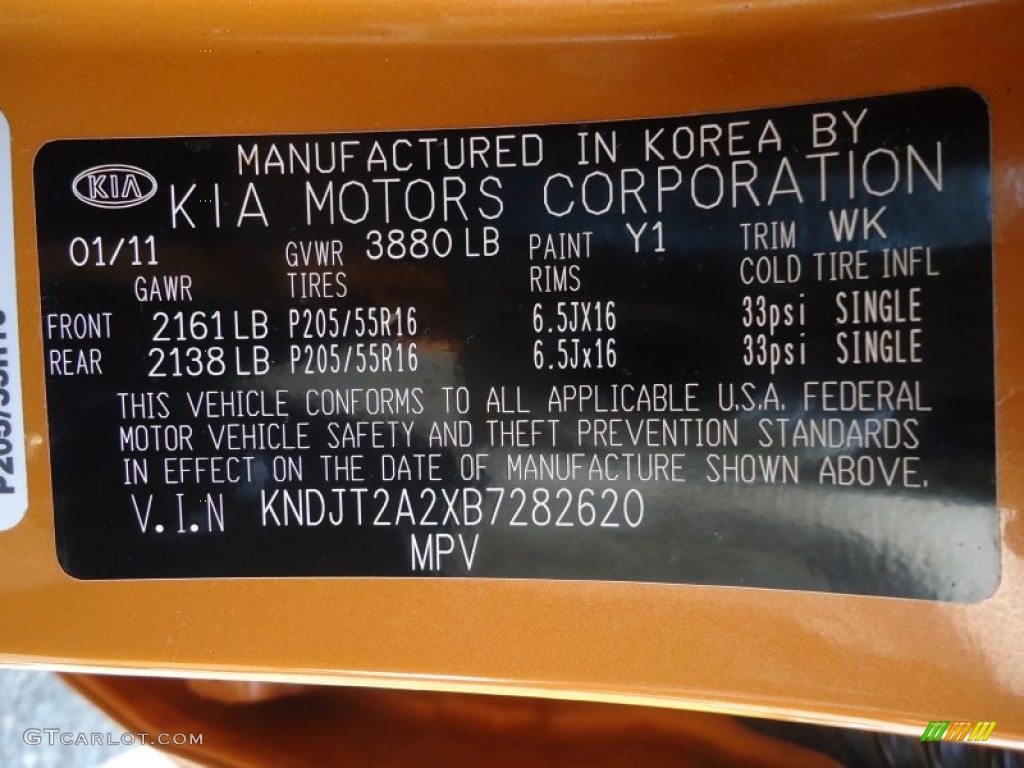 MANUFACTURED IN KOREA BY
KIA
KIA MOTORS CORPORATION
01/11 GVWR 3880 LB PAINT Y1 TRIM WK
GAWR TIRES RIMS COLD TIRE INFL
FRONT 2161 LB P205/55R16 6.5JX16 33psi SINGLE
REAR 2138 LB P205/55R16 6.5Jx16 33psi SINGLE
THIS VEHICLE CONFORMS TO ALL APPLICABLE U.S.A. FEDERAL
MOTOR VEHICLE SAFETY AND THEFT PREVENTION STANDARDS
IN EFFECT ON THE DATE OF MANUFACTURE SHOWN ABOVE.
V.I.N KNDJT2A2XB7282620
MPV
GTCARLOT.COM